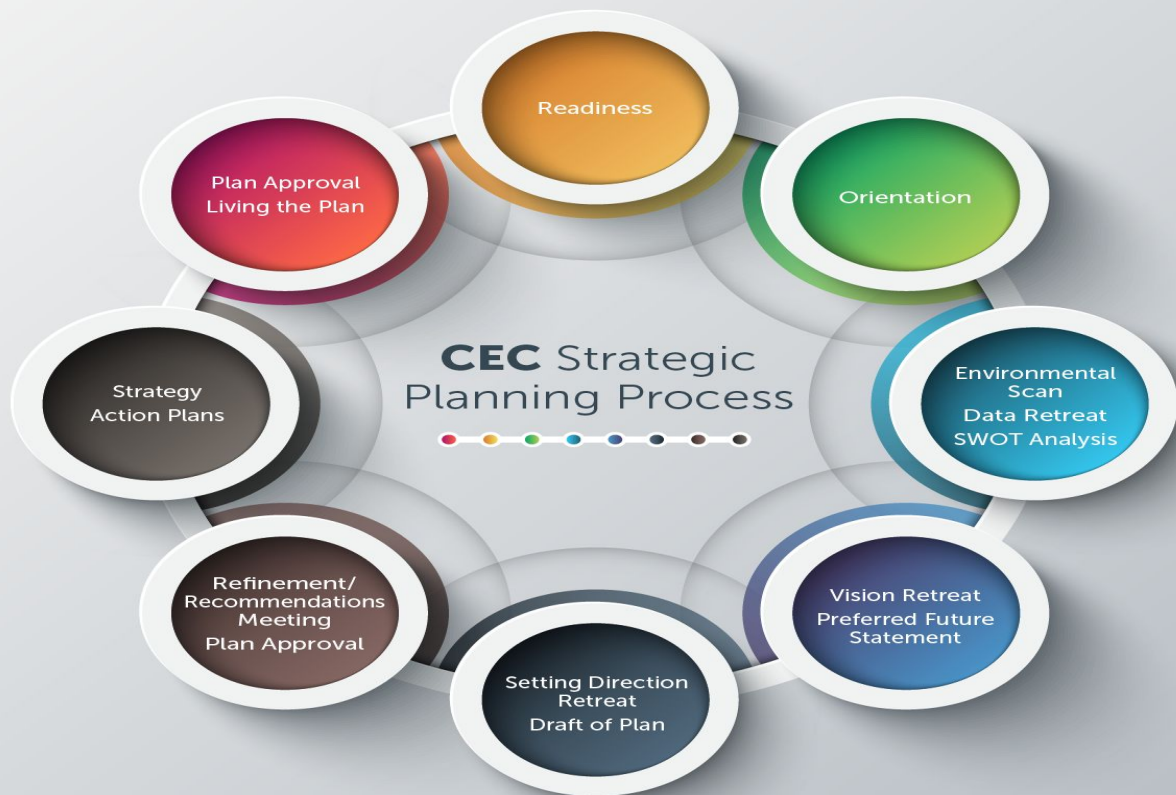 Readiness
Orientation
Environmental
Scan
Data Retreat
SWOT Analysis
Vision Retreat
Preferred Future
Statement
Setting Direction
Retreat
Draft of Plan
Refinement/
Recommendations
Meeting
Plan Approval
Strategy
Action Plans
Plan Approval
Living the Plan
CEC Strategic
Planning Process